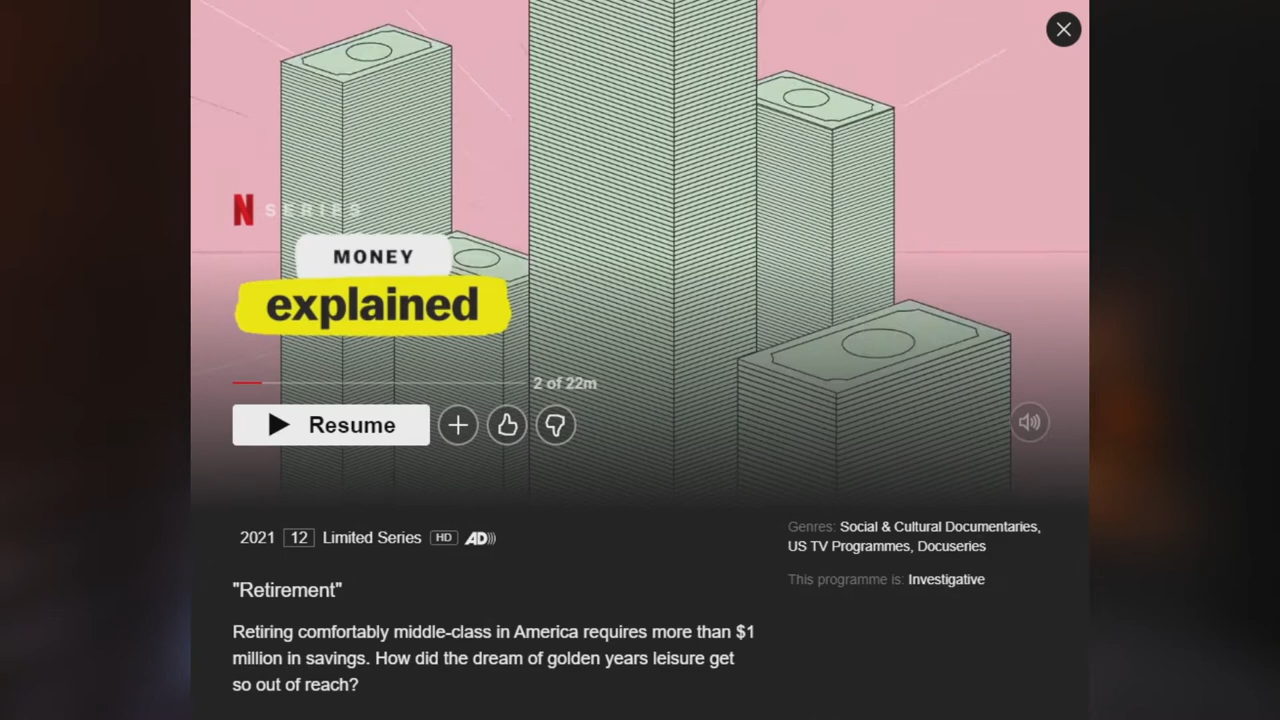 N SERIES
MONEY
explained
2 of 22m
Resume
2021 12 Limited Series HD AD)))
"Retirement"
Retiring comfortably middle-class in America requires more than $1
million in savings. How did the dream of golden years leisure get
so out of reach?
Genres: Social & Cultural Documentaries,
US TV Programmes, Docuseries
This programme is: Investigative